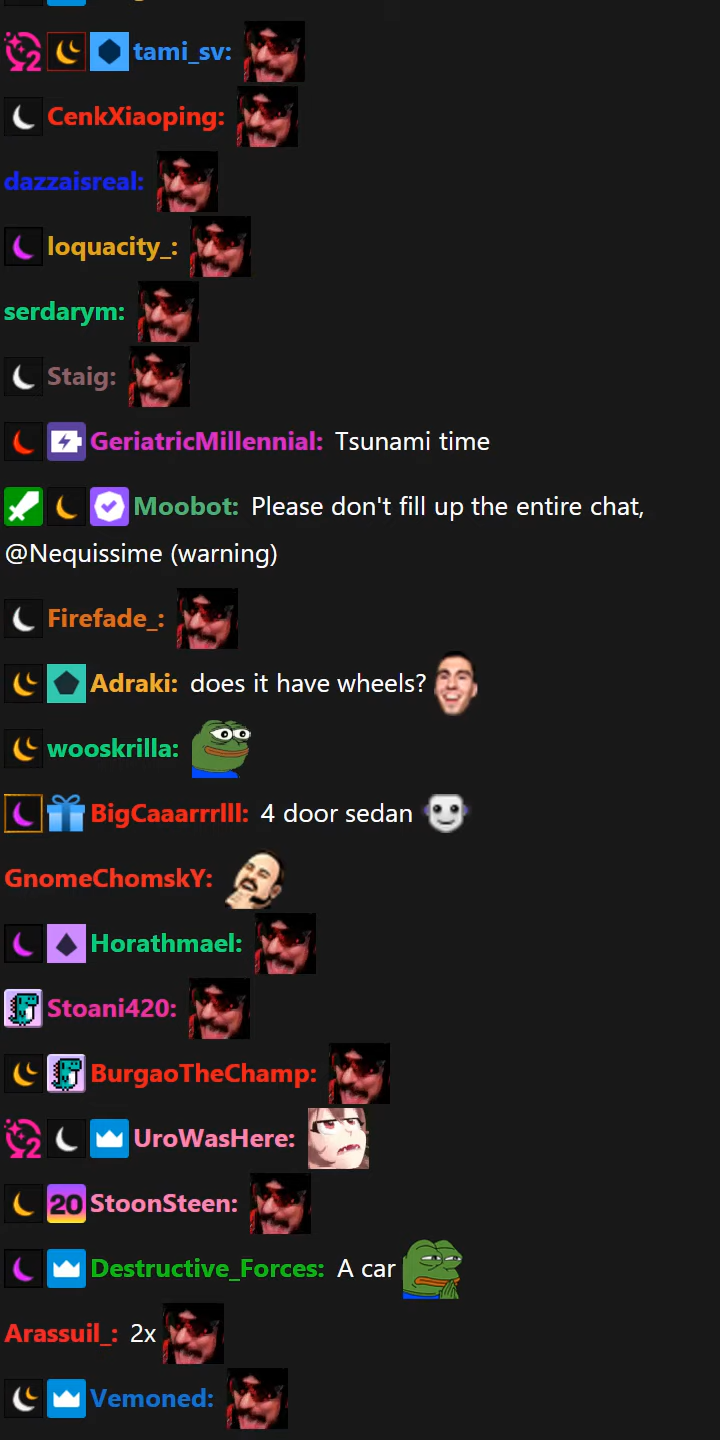 tami_sv:
CenkXiaoping:
dazzaisreal:
loquacity_:
serdarym:
Staig:
GeriatricMillennial: Tsunami time
Moobot: Please don't fill up the entire chat,
@Nequissime (warning)
Firefade_:
Adraki: does it have wheels?
wooskrilla:
BigCaaarrrlll: 4 door sedan
GnomeChomskY:
Horathmael:
Stoani420:
BurgaoTheChamp:
2 UroWasHere:
20 StoonSteen:
Destructive_Forces: A car
Arassuil_: 2x
Vemoned: